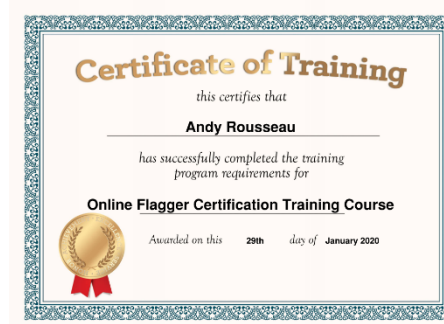 Certificate of Training
this certifies that
Andy Rousseau
has successfully completed the training
program requirements for
Online Flagger Certification Training Course
Awarded on this 29th day of January 2020